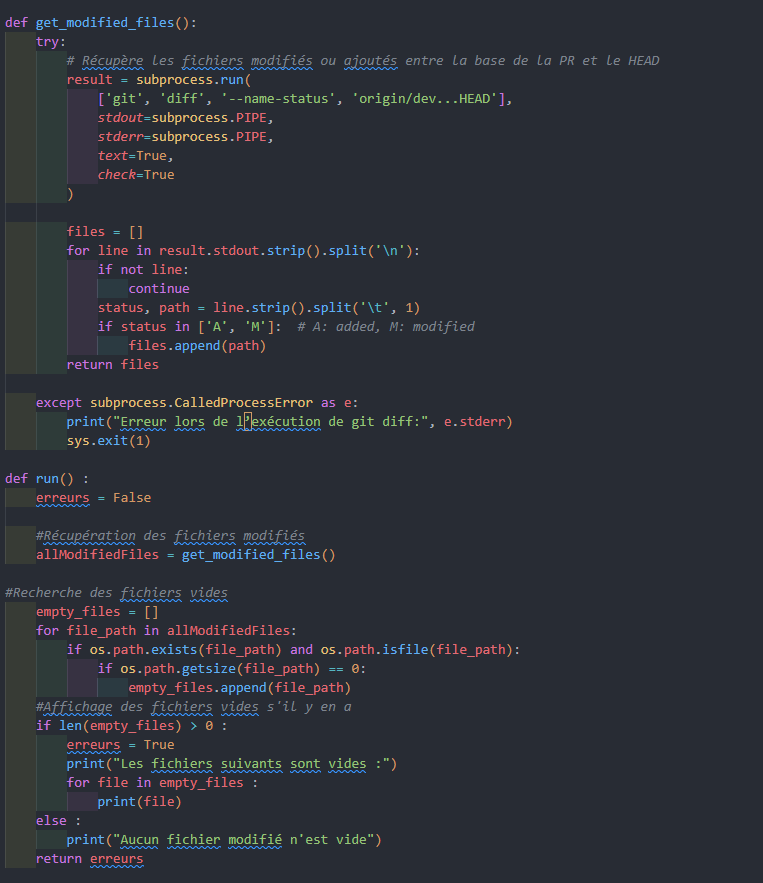 def get_modified_files():
    try:
        # Récupère les fichiers modifiés ou ajoutés entre la base de la PR et le HEAD
        result = subprocess.run(
            ['git', 'diff', '--name-status', 'origin/dev...HEAD'],
            stdout=subprocess.PIPE,
            stderr=subprocess.PIPE,
            text=True,
            check=True
        )

        files = []
        for line in result.stdout.strip().split('\n'):
            if not line:
                continue
            status, path = line.strip().split('\t', 1)
            if status in ['A', 'M']:  # A: added, M: modified
                files.append(path)
        return files

    except subprocess.CalledProcessError as e:
        print("Erreur lors de l’exécution de git diff:", e.stderr)
        sys.exit(1)

def run() :
    erreurs = False

    #Récupération des fichiers modifiés
    allModifiedFiles = get_modified_files()

#Recherche des fichiers vides
    empty_files = []
    for file_path in allModifiedFiles:
        if os.path.exists(file_path) and os.path.isfile(file_path):
            if os.path.getsize(file_path) == 0:
                empty_files.append(file_path)
    #Affichage des fichiers vides s'il y en a
    if len(empty_files) > 0 :
        erreurs = True
        print("Les fichiers suivants sont vides :")
        for file in empty_files :
            print(file)
    else :
        print("Aucun fichier modifié n'est vide")
    return erreurs